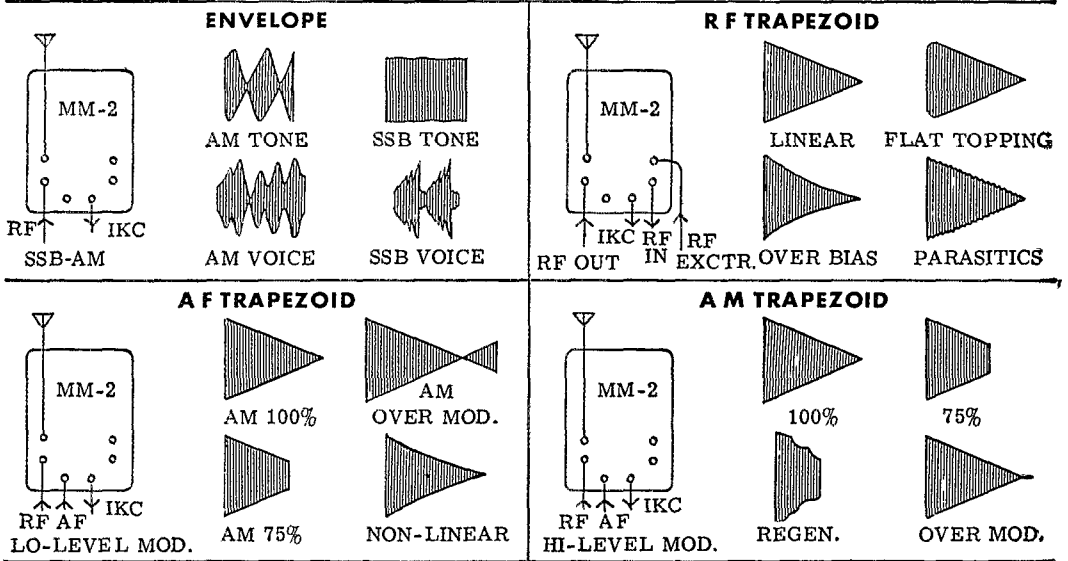 ENVELOPE
MM-2
AM TONE
SSB TONE
RF
IKC
SSB-AM
AM VOICE
SSB VOICE
RF TRAPEZOID
MM-2
LINEAR
FLAT TOPPING
IKC
RF OUT
RF IN
RF EXCTR.
OVER BIAS
PARASITICS
AF TRAPEZOID
MM-2
AM 100%
AM
OVER MOD.
RF AF
IKC
LO-LEVEL MOD.
AM 75%
NON-LINEAR
AM TRAPEZOID
MM-2
100%
75%
RF AF
IKC
HI-LEVEL MOD.
REGEN.
OVER MOD.